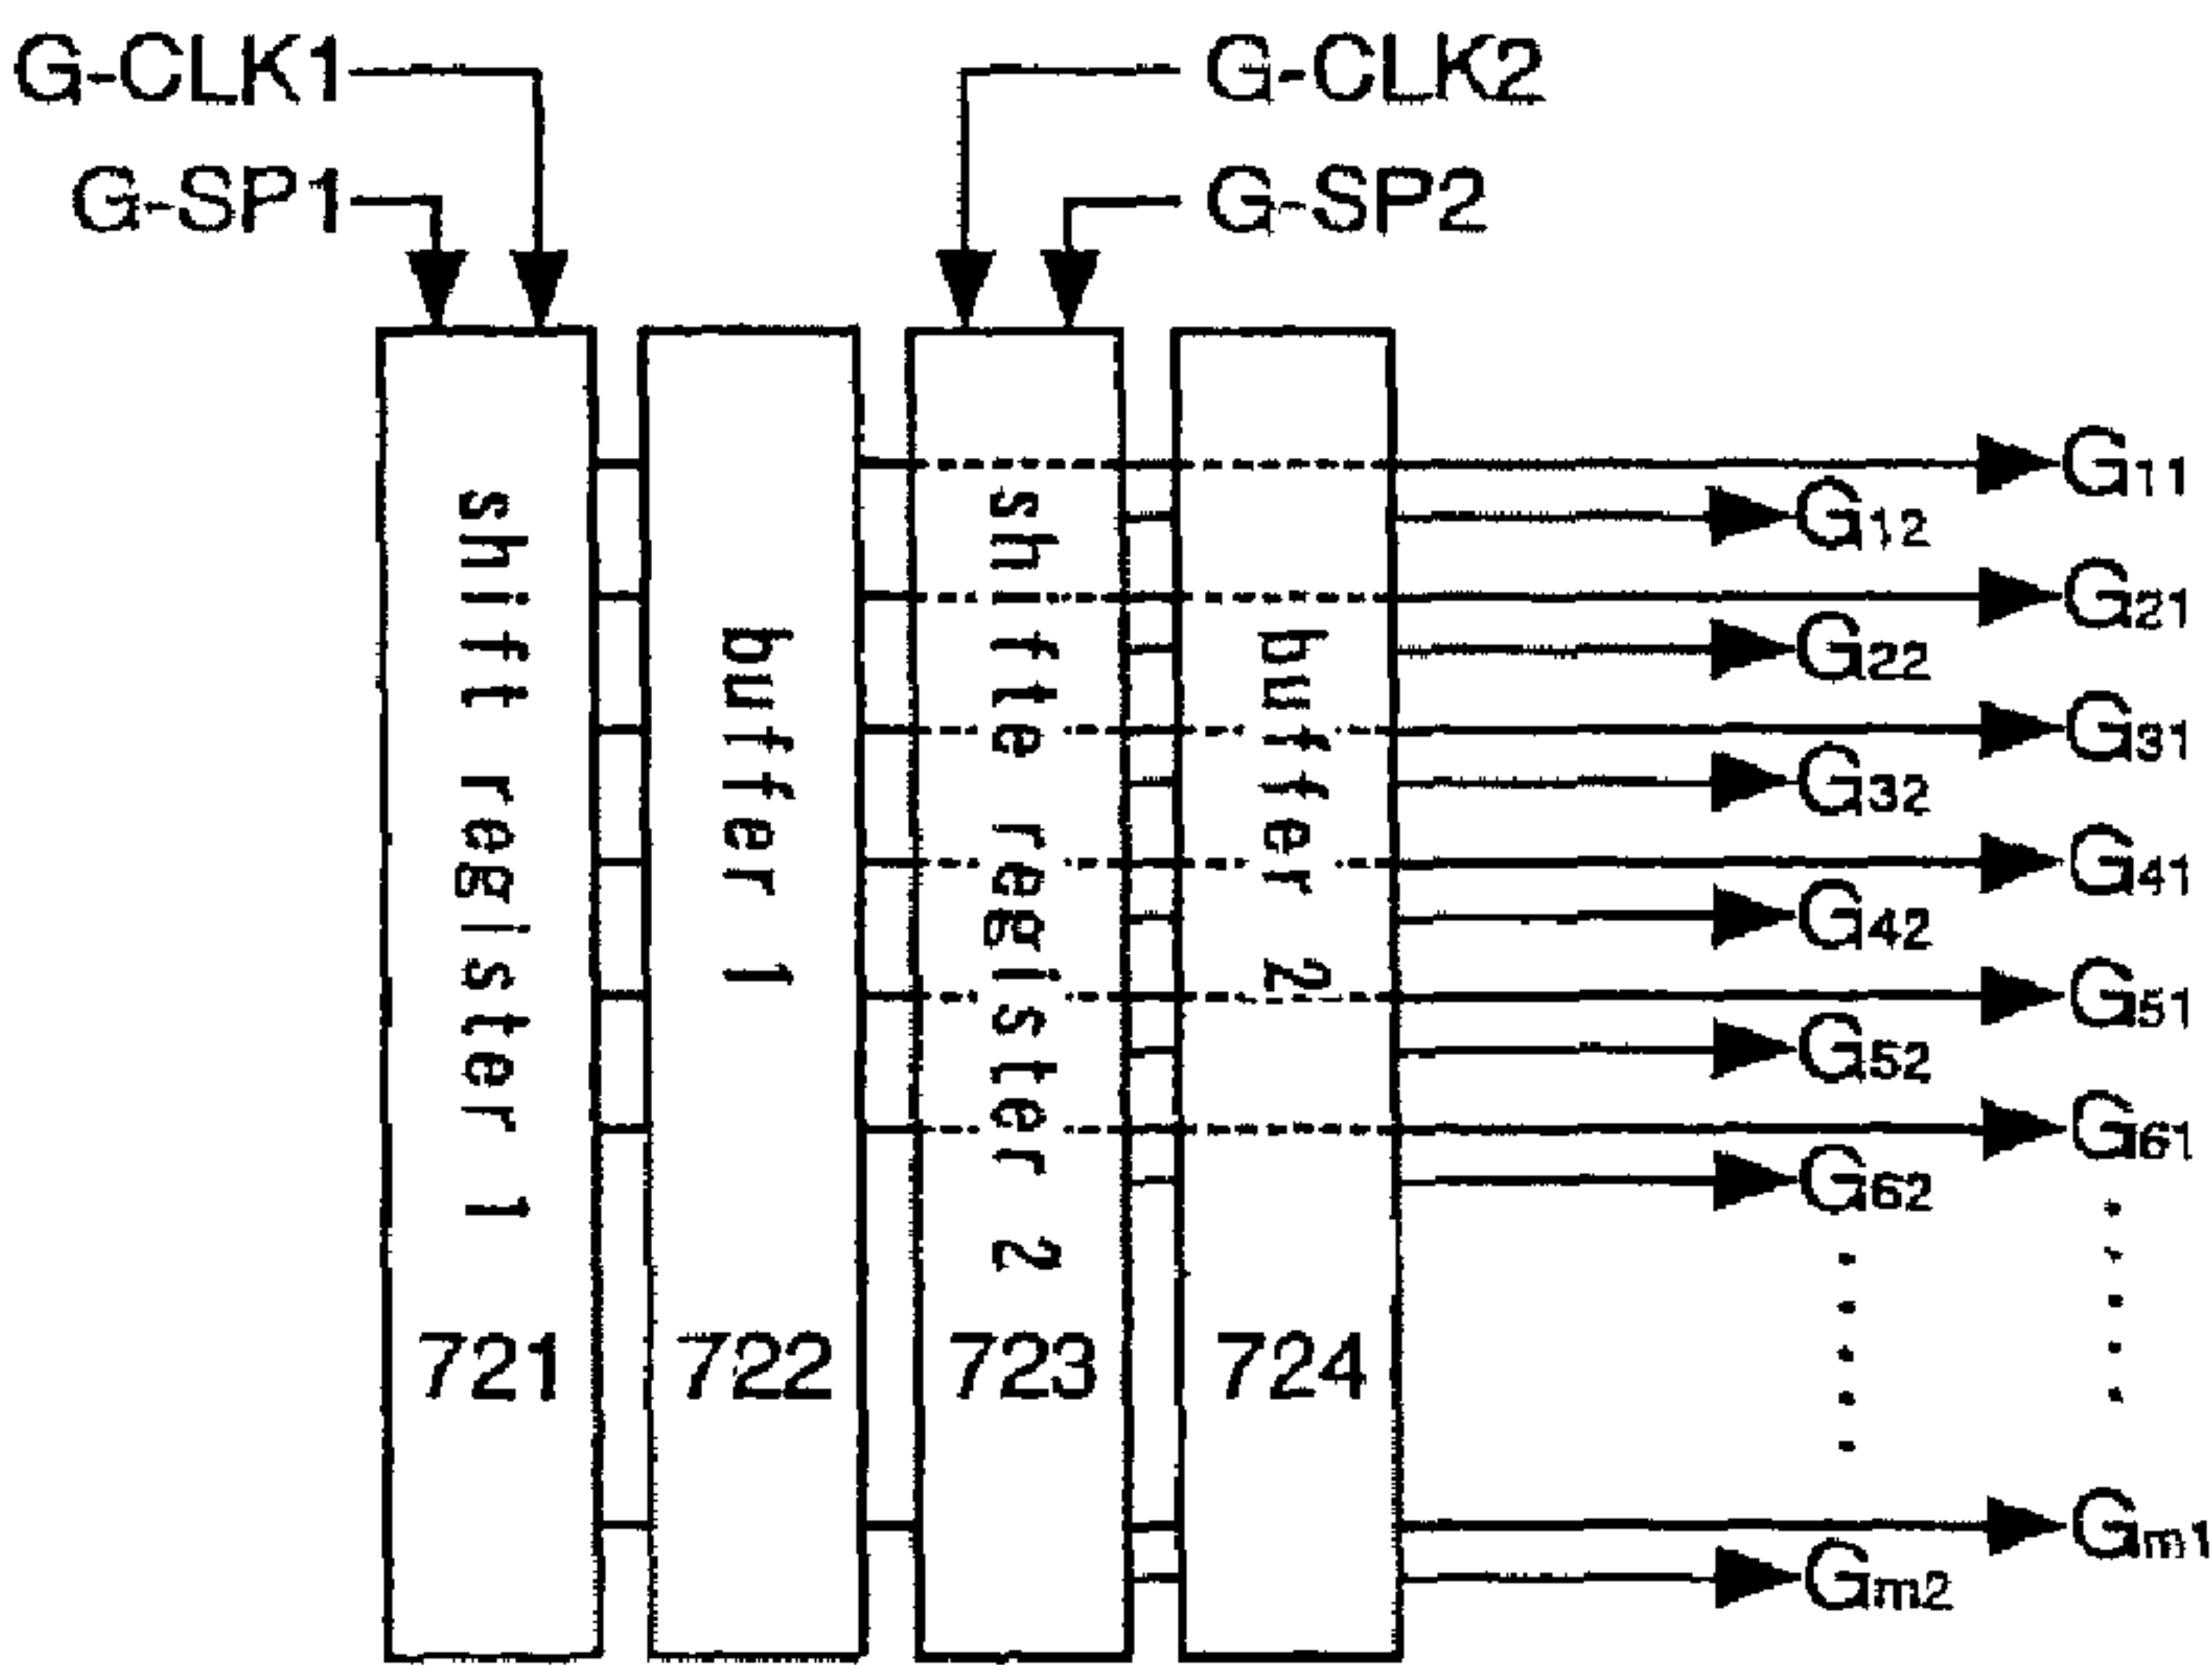 G-CLK1
G-SP1
G-CLK2
G-SP2
shift register 1
721
buffer 1
722
shifte register 2
723
buffer 2
724
G11
G12
G21
G22
G31
G32
G41
G42
G51
G52
G61
G62
Gm1
Gm2